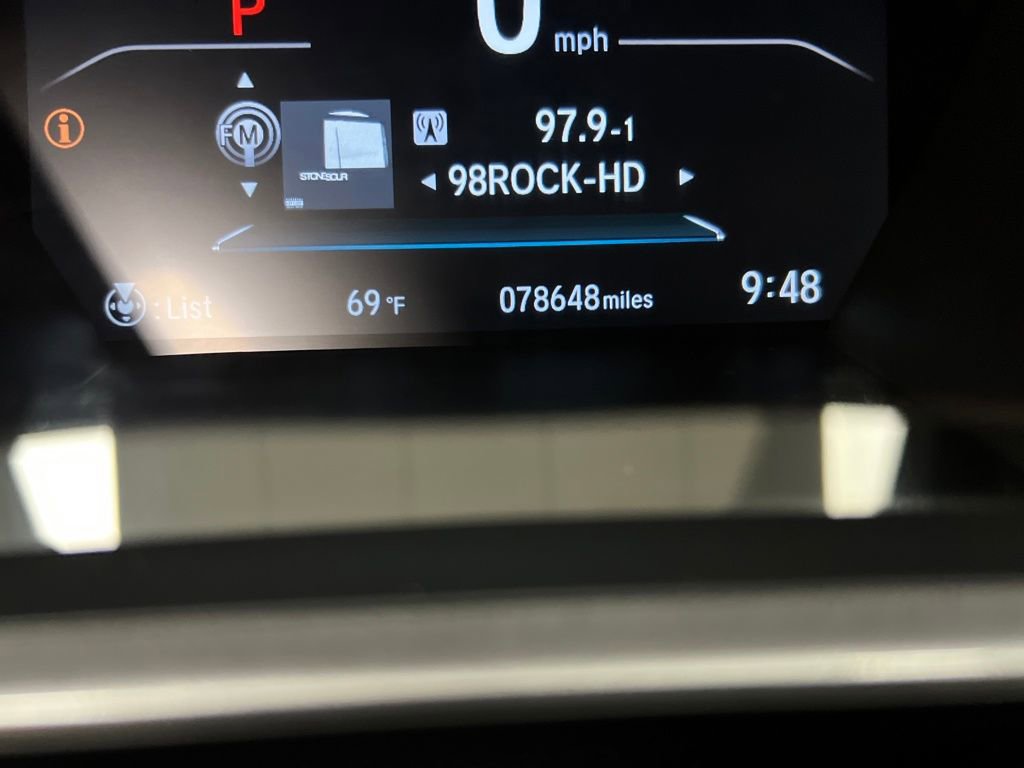 P
0 mph
FM
97.9-1
STONESOUR
98ROCK-HD
: List
69°F
078648 miles
9:48